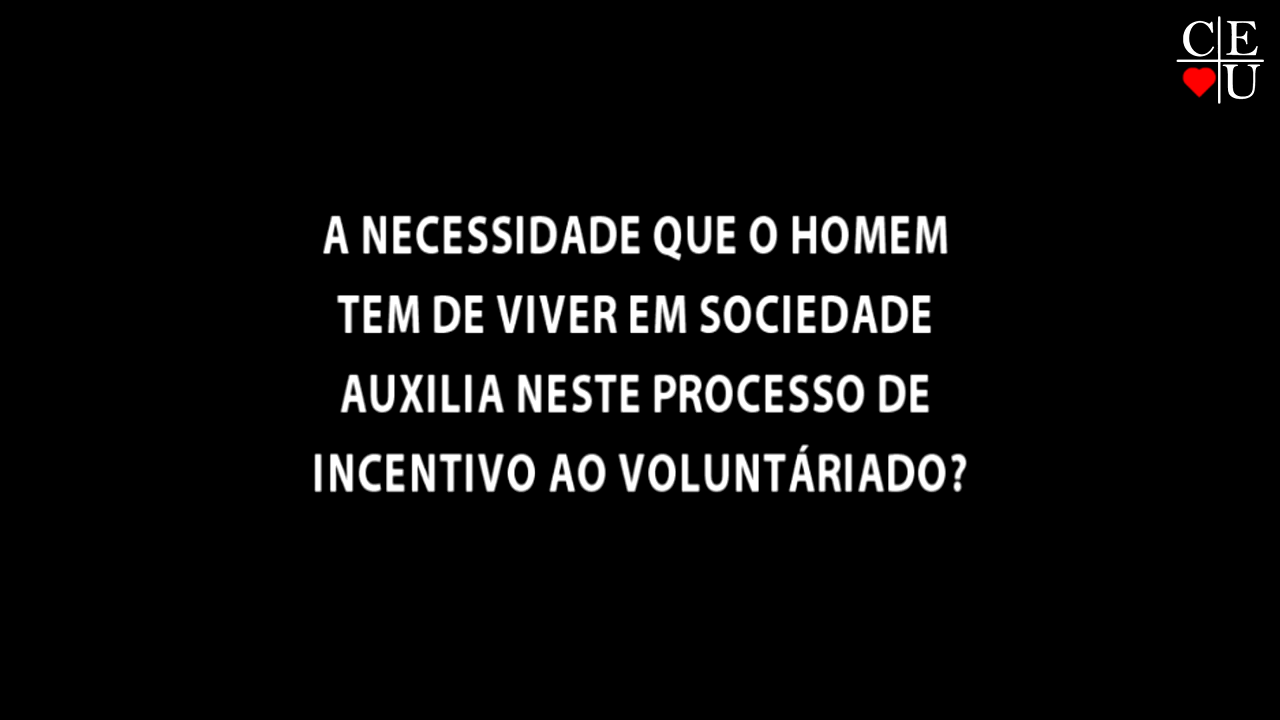 C E
U
A NECESSIDADE QUE O HOMEM
TEM DE VIVER EM SOCIEDADE
AUXILIA NESTE PROCESSO DE
INCENTIVO AO VOLUNTÁRIADO?